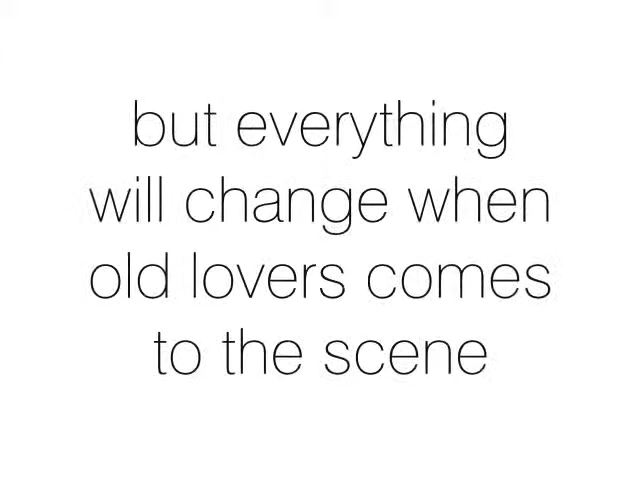 but everything
will change when
old lovers comes
to the scene